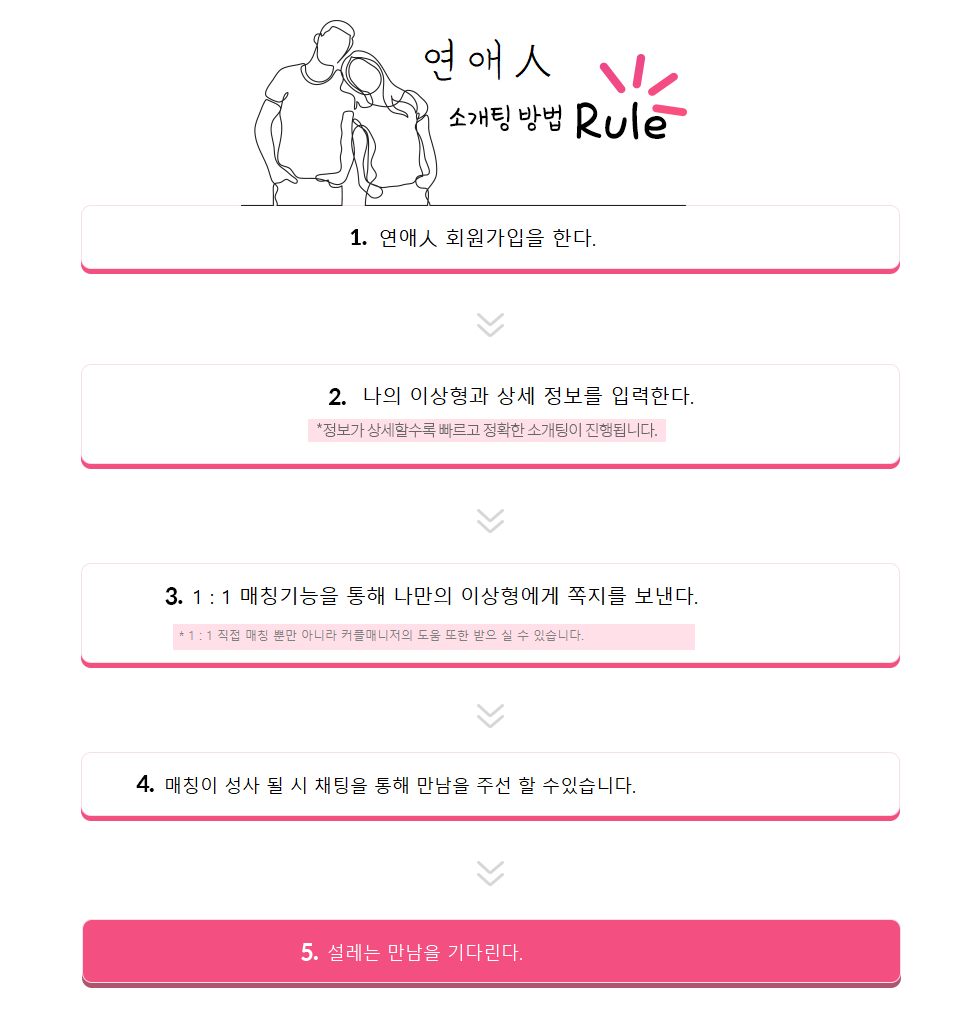 연애人
소개팅 방법 Rule
1. 연애人 회원가입을 한다.
2. 나의 이상형과 상세 정보를 입력한다.
*정보가 상세할수록 빠르고 정확한 소개팅이 진행됩니다.
3. 1 : 1 매칭기능을 통해 나만의 이상형에게 쪽지를 보낸다.
* 1 : 1 직접 매칭 뿐만 아니라 커플매니저의 도움 또한 받으 실 수 있습니다.
4. 매칭이 성사 될 시 채팅을 통해 만남을 주선 할 수있습니다.
5. 설레는 만남을 기다린다.